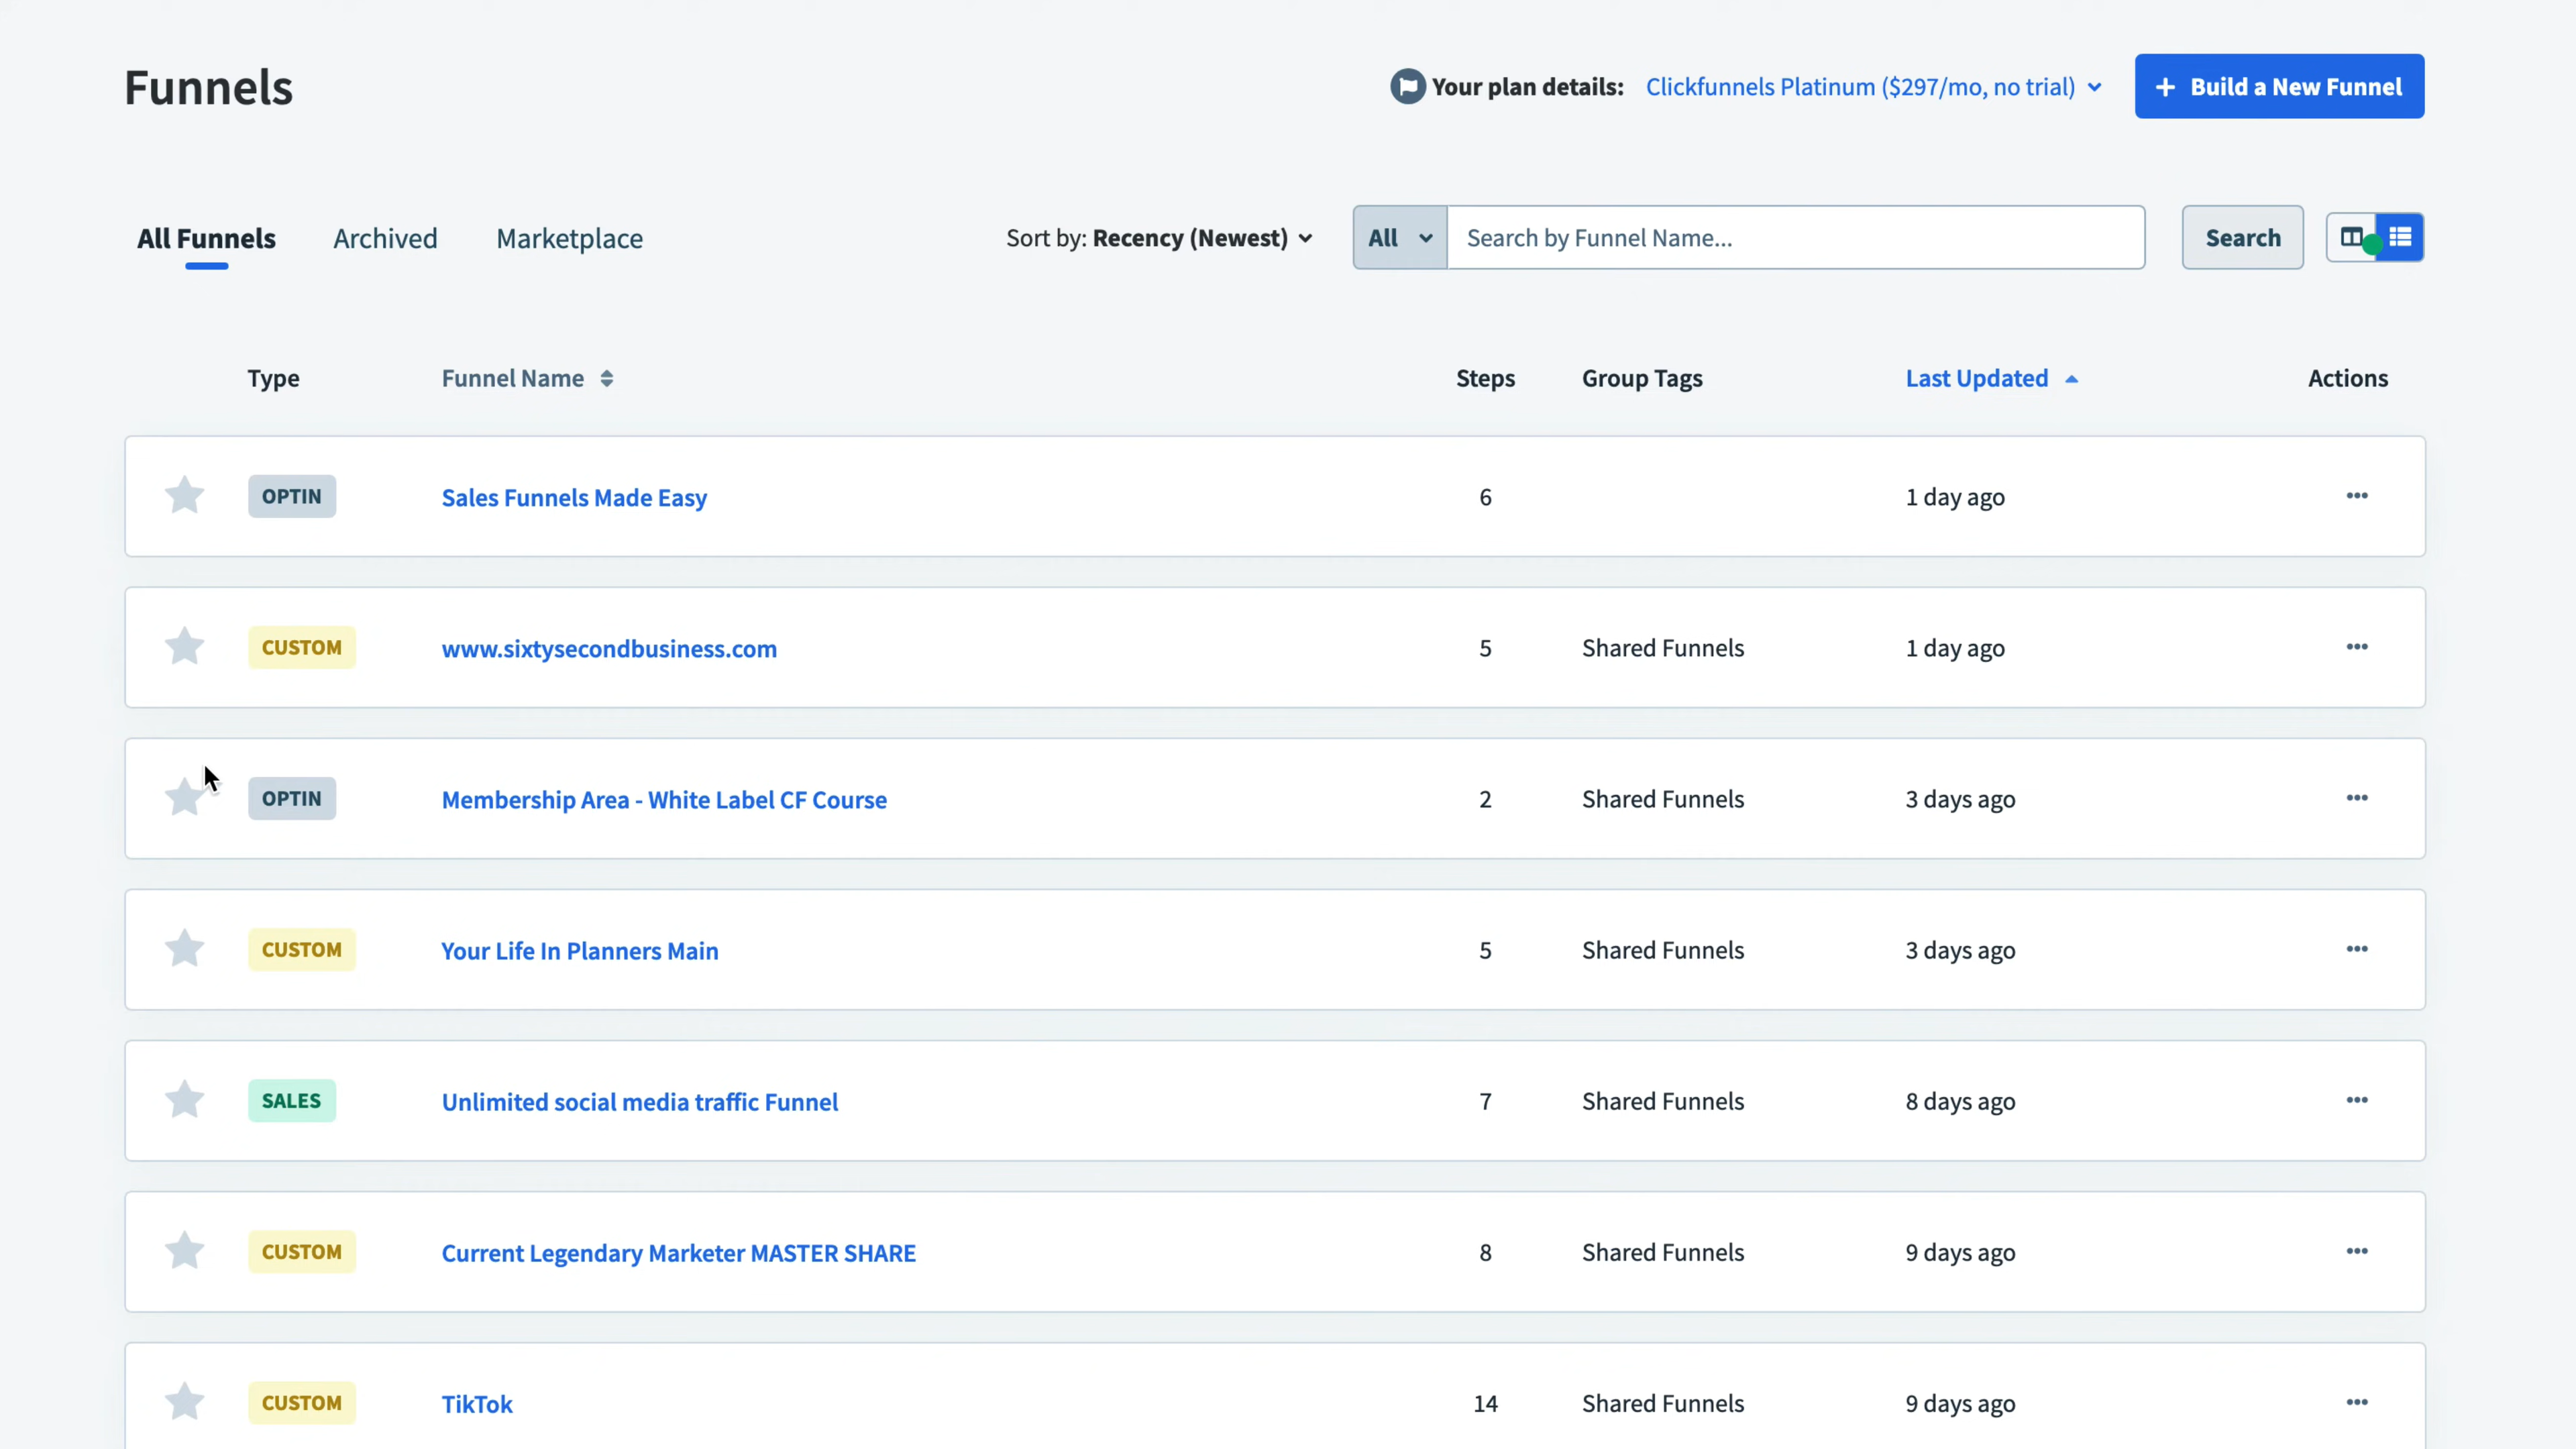 Funnels
Your plan details: Clickfunnels Platinum ($297/mo, no trial)
+ Build a New Funnel
All Funnels Archived Marketplace
Sort by: Recency (Newest)
All
Search by Funnel Name...
Search
Type Funnel Name Steps Group Tags Last Updated Actions
OPTIN Sales Funnels Made Easy 6 1 day ago
CUSTOM www.sixtysecondbusiness.com 5 Shared Funnels 1 day ago
OPTIN Membership Area - White Label CF Course 2 Shared Funnels 3 days ago
CUSTOM Your Life In Planners Main 5 Shared Funnels 3 days ago
SALES Unlimited social media traffic Funnel 7 Shared Funnels 8 days ago
CUSTOM Current Legendary Marketer MASTER SHARE 8 Shared Funnels 9 days ago
CUSTOM TikTok 14 Shared Funnels 9 days ago